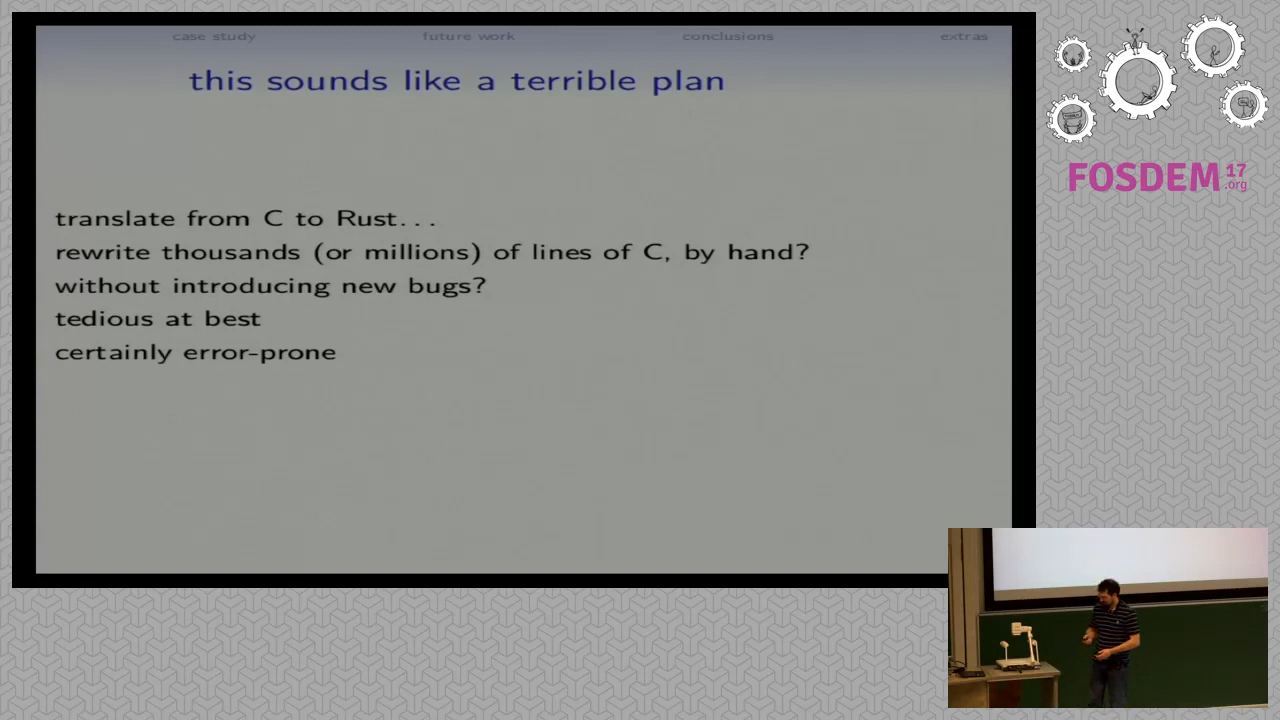 case study future work conclusions extras
this sounds like a terrible plan
translate from C to Rust...
rewrite thousands (or millions) of lines of C, by hand?
without introducing new bugs?
tedious at best
certainly error-prone
FOSDEM 17
.org